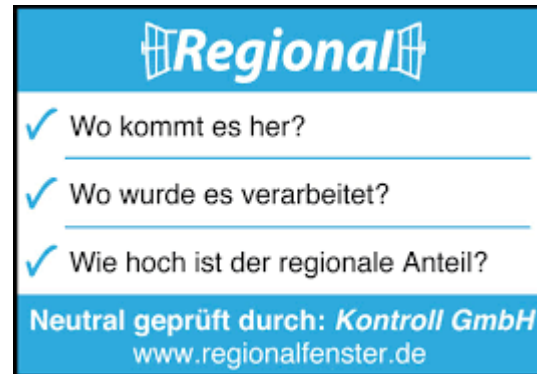 Regional
Wo kommt es her?
Wo wurde es verarbeitet?
Wie hoch ist der regionale Anteil?
Neutral geprüft durch: Kontroll GmbH
www.regionalfenster.de